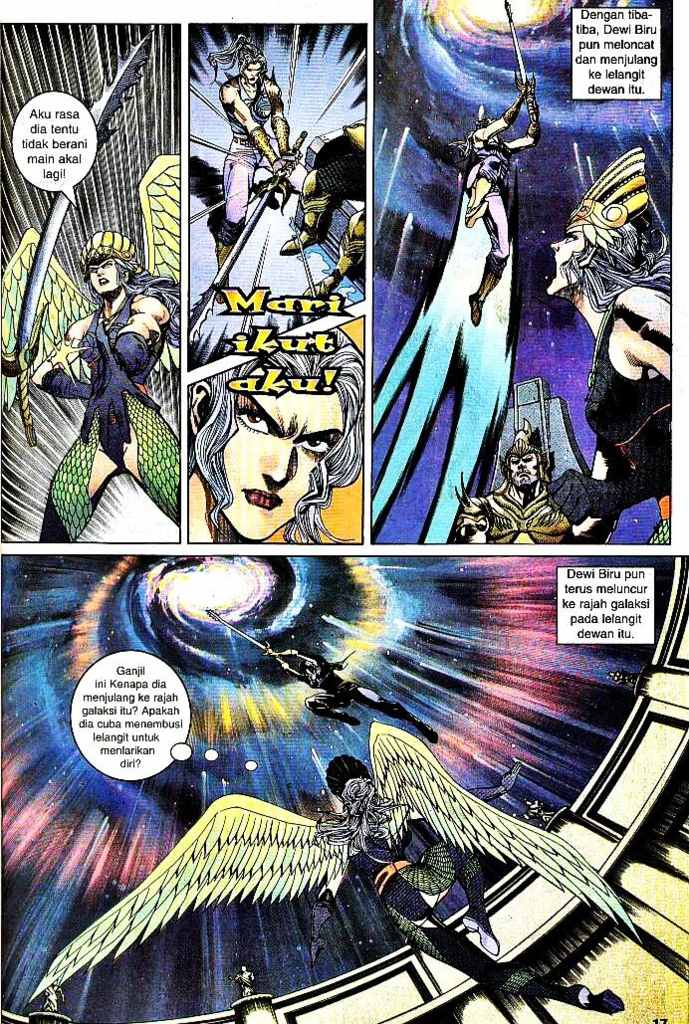 Aku rasa
dia tentu
tidak berani
main akal
lagi!
Mari
ikut
aku!
Dengan tiba-
tiba, Dewi Biru
pun meloncat
dan menjulang
ke lelangit
dewan itu.
Dewi Biru pun
terus meluncur
ke rajah galaksi
pada lelangit
dewan itu.
Ganjil
ini Kenapa dia
menjulang ke rajah
galaksi itu? Apakah
dia cuba menembusi
lelangit untuk
menlarikan
diri?
17